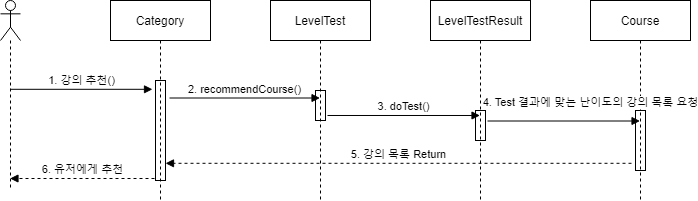 Category
LevelTest
LevelTestResult
Course
1. 강의 추천()
2. recommendCourse()
3. doTest()
4. Test 결과에 맞는 난이도의 강의 목록 요청
5. 강의 목록 Return
6. 유저에게 추천